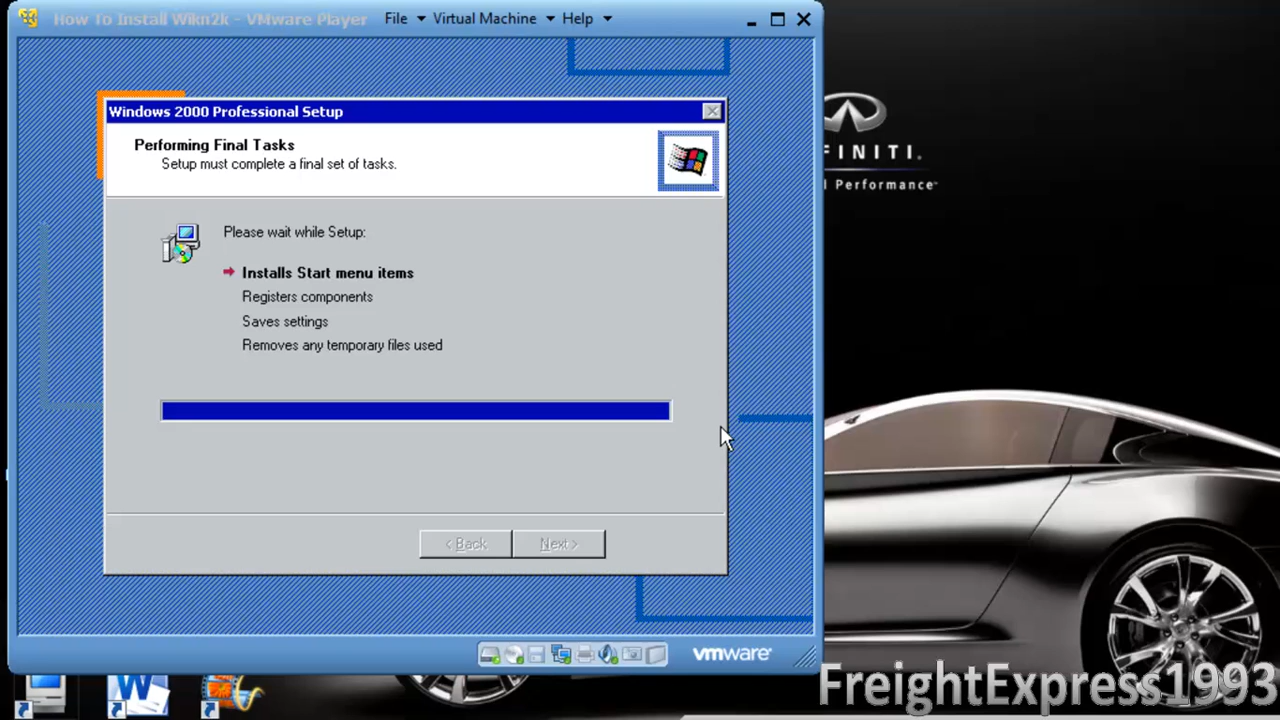 How To Install Wikn2k - VMware Player File Virtual Machine Help
Windows 2000 Professional Setup
Performing Final Tasks
Setup must complete a final set of tasks.
FINITI.
l Performance
Please wait while Setup:
Installs Start menu items
Registers components
Saves settings
Removes any temporary files used
< Back Next >
vmware
W
FreightExpress1993